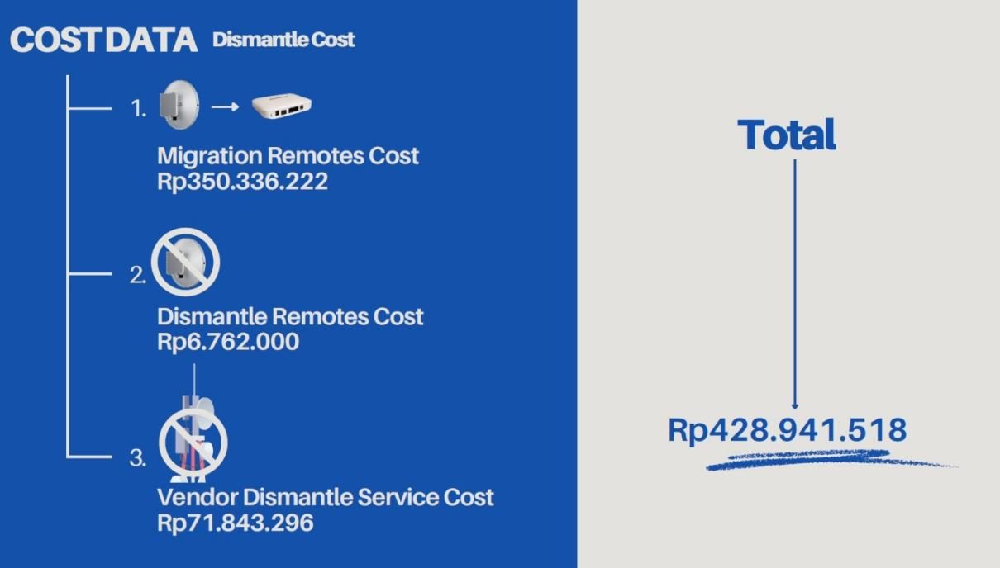 COST DATA Dismantle Cost
1.
Migration Remotes Cost
Rp350.336.222
2.
Dismantle Remotes Cost
Rp6.762.000
3.
Vendor Dismantle Service Cost
Rp71.843.296
Total
Rp428.941.518